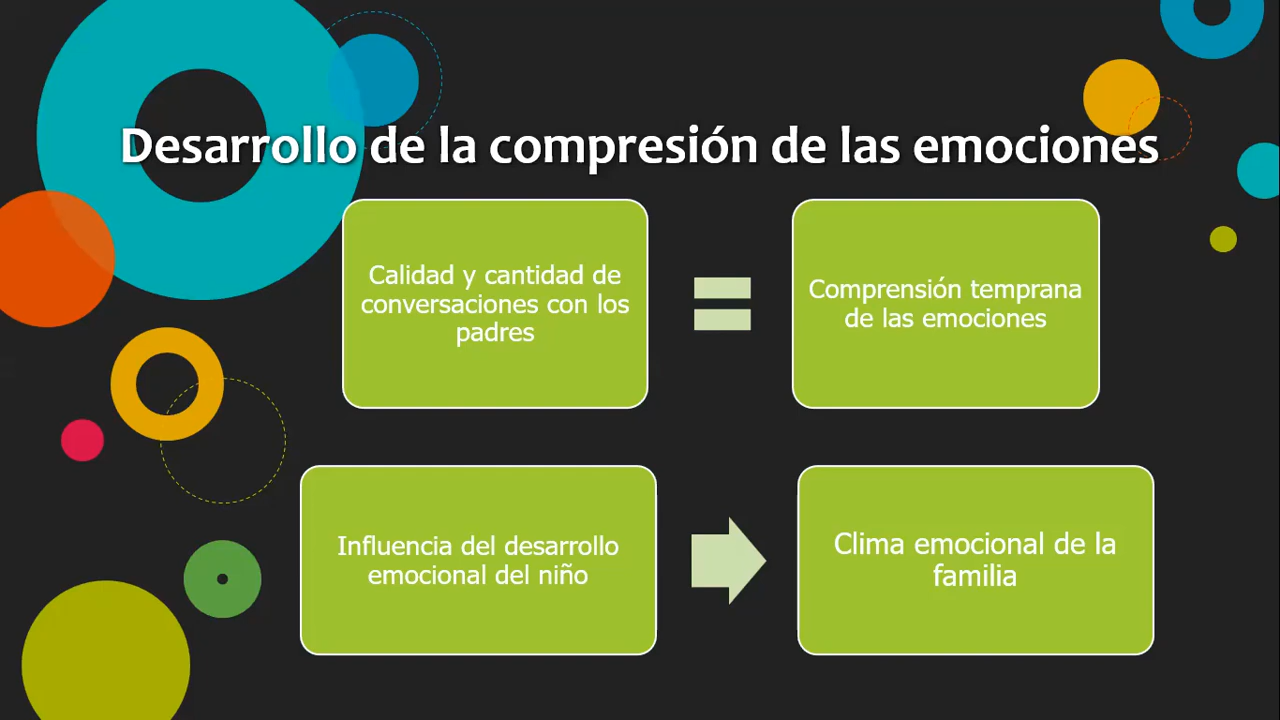 Desarrollo de la compresión de las emociones
Calidad y cantidad de
conversaciones con los
padres
Comprensión temprana
de las emociones
Influencia del desarrollo
emocional del niño
Clima emocional de la
familia